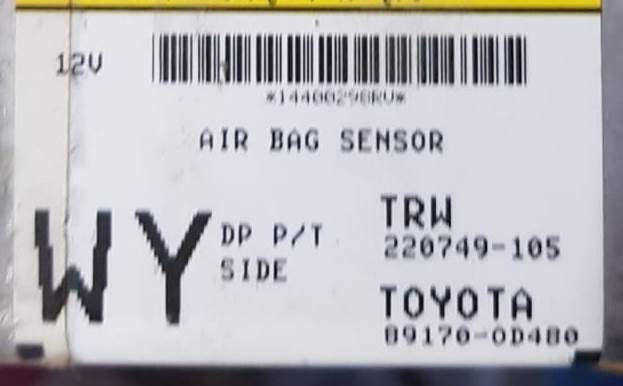 12V
*14400298RV*
AIR BAG SENSOR
WY
DP P/T
SIDE
TRW
220749-105
TOYOTA
89170-0D480